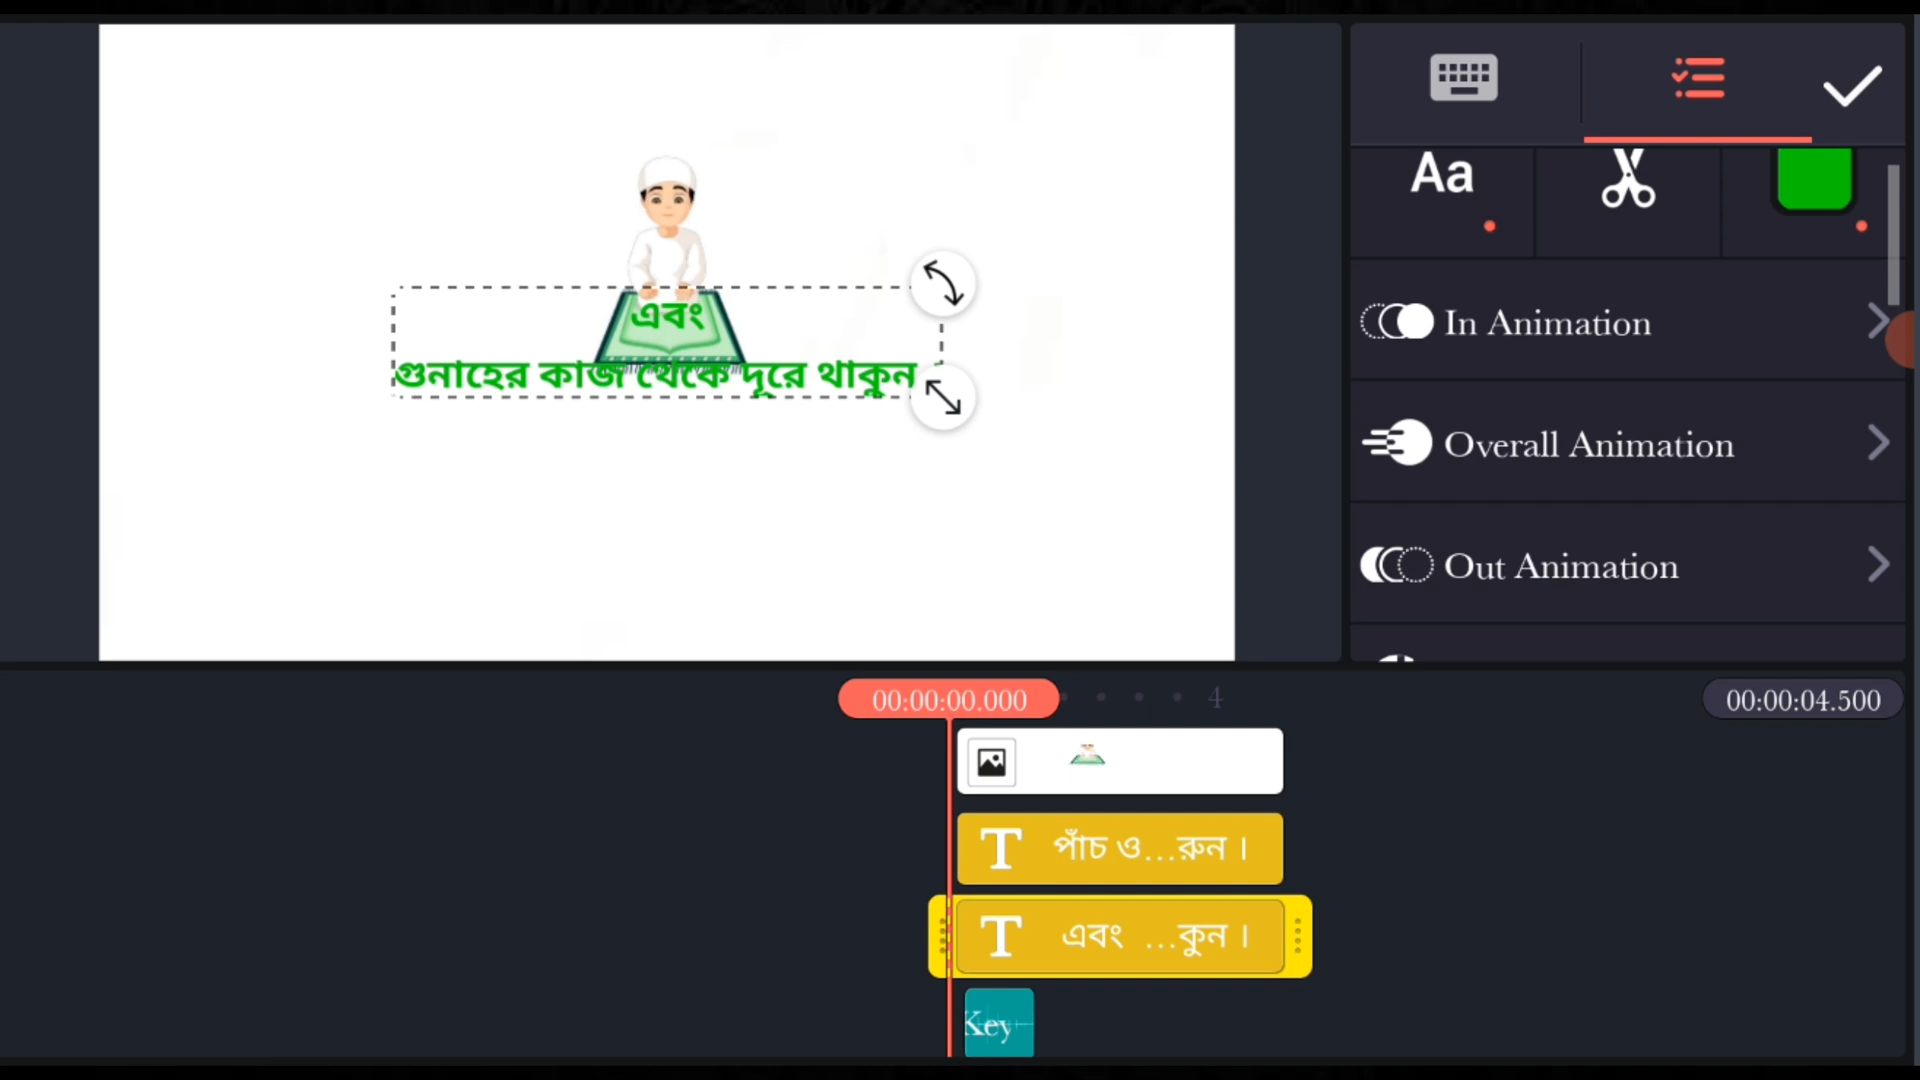 Aa
এবং
গুনাহের কাজ থেকে দূরে থাকুন
In Animation
Overall Animation
Out Animation
00:00:00.000
4
00:00:04.500
T পাঁচ ও...রুন ।
T এবং ...কুন ।
Key